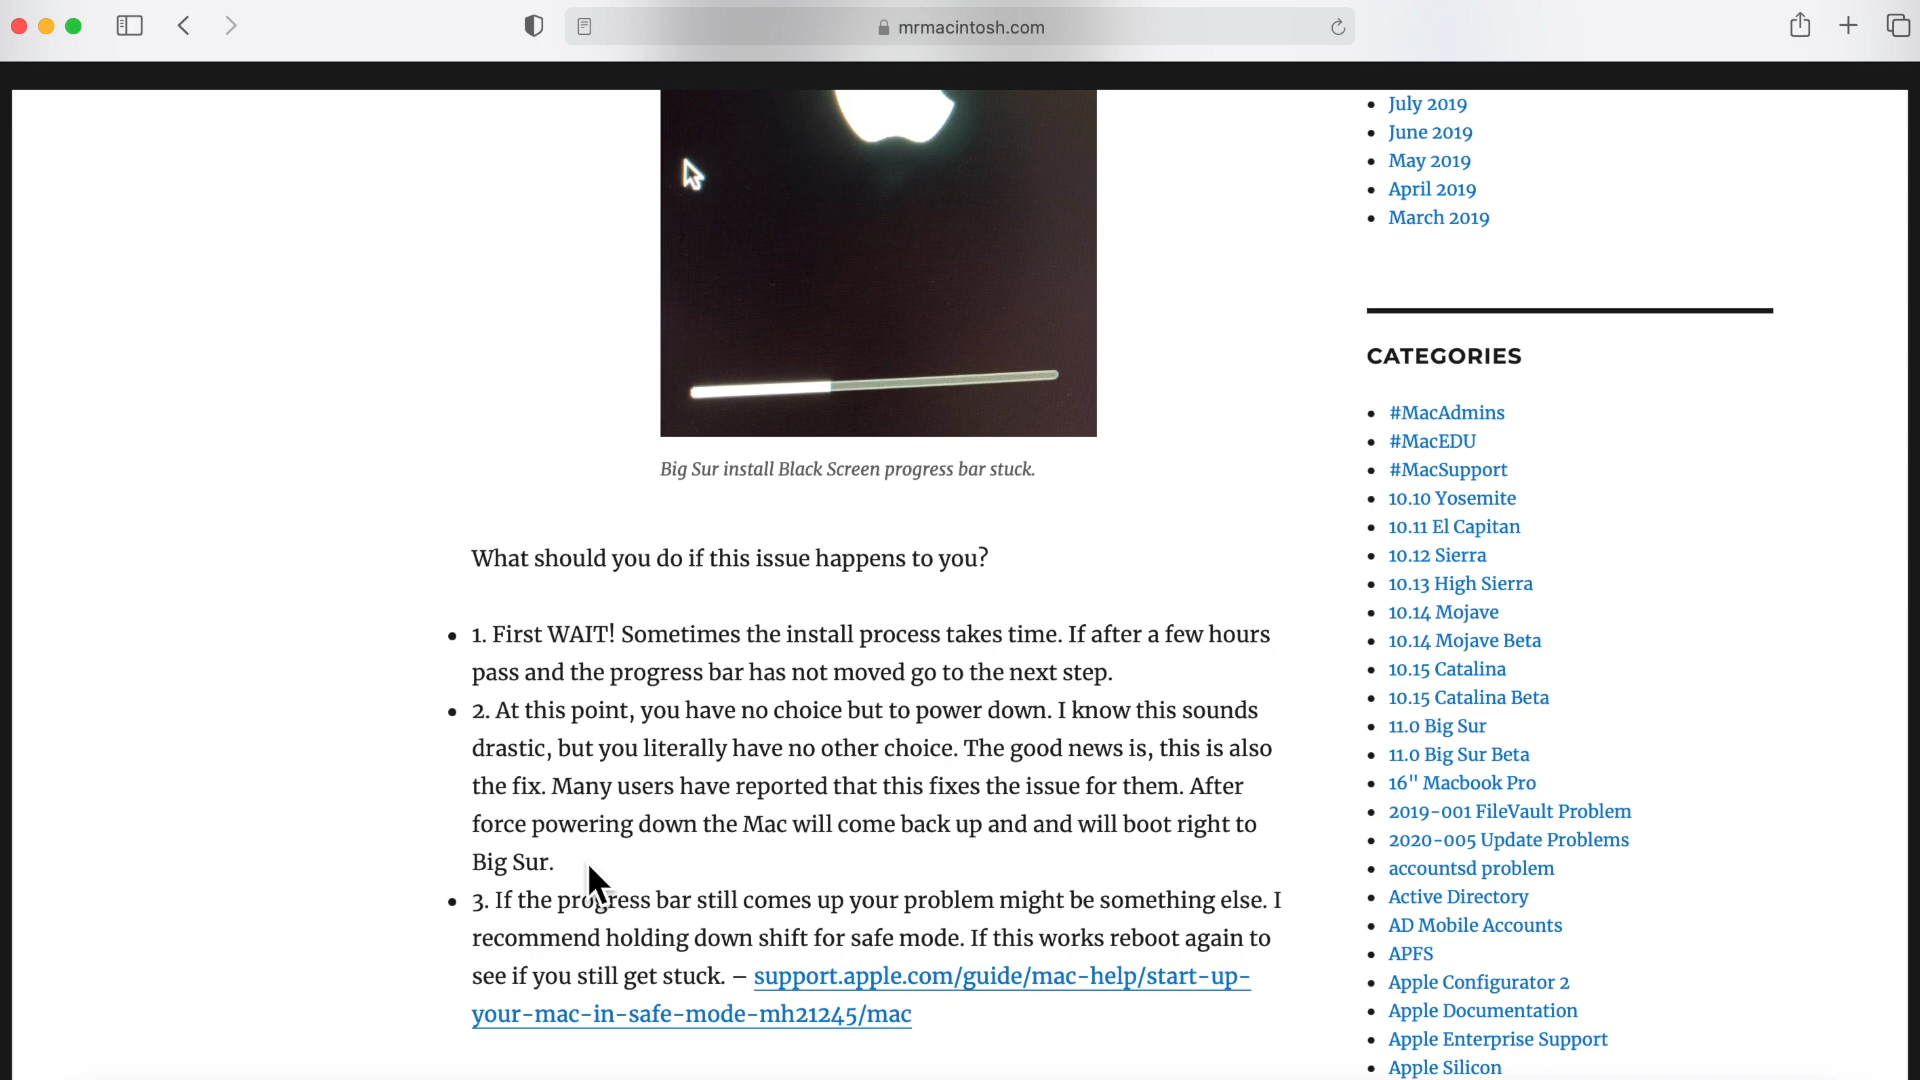 mrmacintosh.com
Big Sur install Black Screen progress bar stuck.
What should you do if this issue happens to you?
1. First WAIT! Sometimes the install process takes time. If after a few hours
pass and the progress bar has not moved go to the next step.
2. At this point, you have no choice but to power down. I know this sounds
drastic, but you literally have no other choice. The good news is, this is also
the fix. Many users have reported that this fixes the issue for them. After
force powering down the Mac will come back up and and will boot right to
Big Sur.
3. If the progress bar still comes up your problem might be something else. I
recommend holding down shift for safe mode. If this works reboot again to
see if you still get stuck. – support.apple.com/guide/mac-help/start-up-
your-mac-in-safe-mode-mh21245/mac
July 2019
June 2019
May 2019
April 2019
March 2019
CATEGORIES
#MacAdmins
#MacEDU
#MacSupport
10.10 Yosemite
10.11 El Capitan
10.12 Sierra
10.13 High Sierra
10.14 Mojave
10.14 Mojave Beta
10.15 Catalina
10.15 Catalina Beta
11.0 Big Sur
11.0 Big Sur Beta
16" Macbook Pro
2019-001 FileVault Problem
2020-005 Update Problems
accountsd problem
Active Directory
AD Mobile Accounts
APFS
Apple Configurator 2
Apple Documentation
Apple Enterprise Support
Apple Silicon